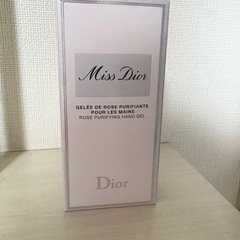 Miss Dior
GELÉE DE ROSE PURIFIANTE
POUR LES MAINS
ROSE PURIFYING HAND GEL
Dior